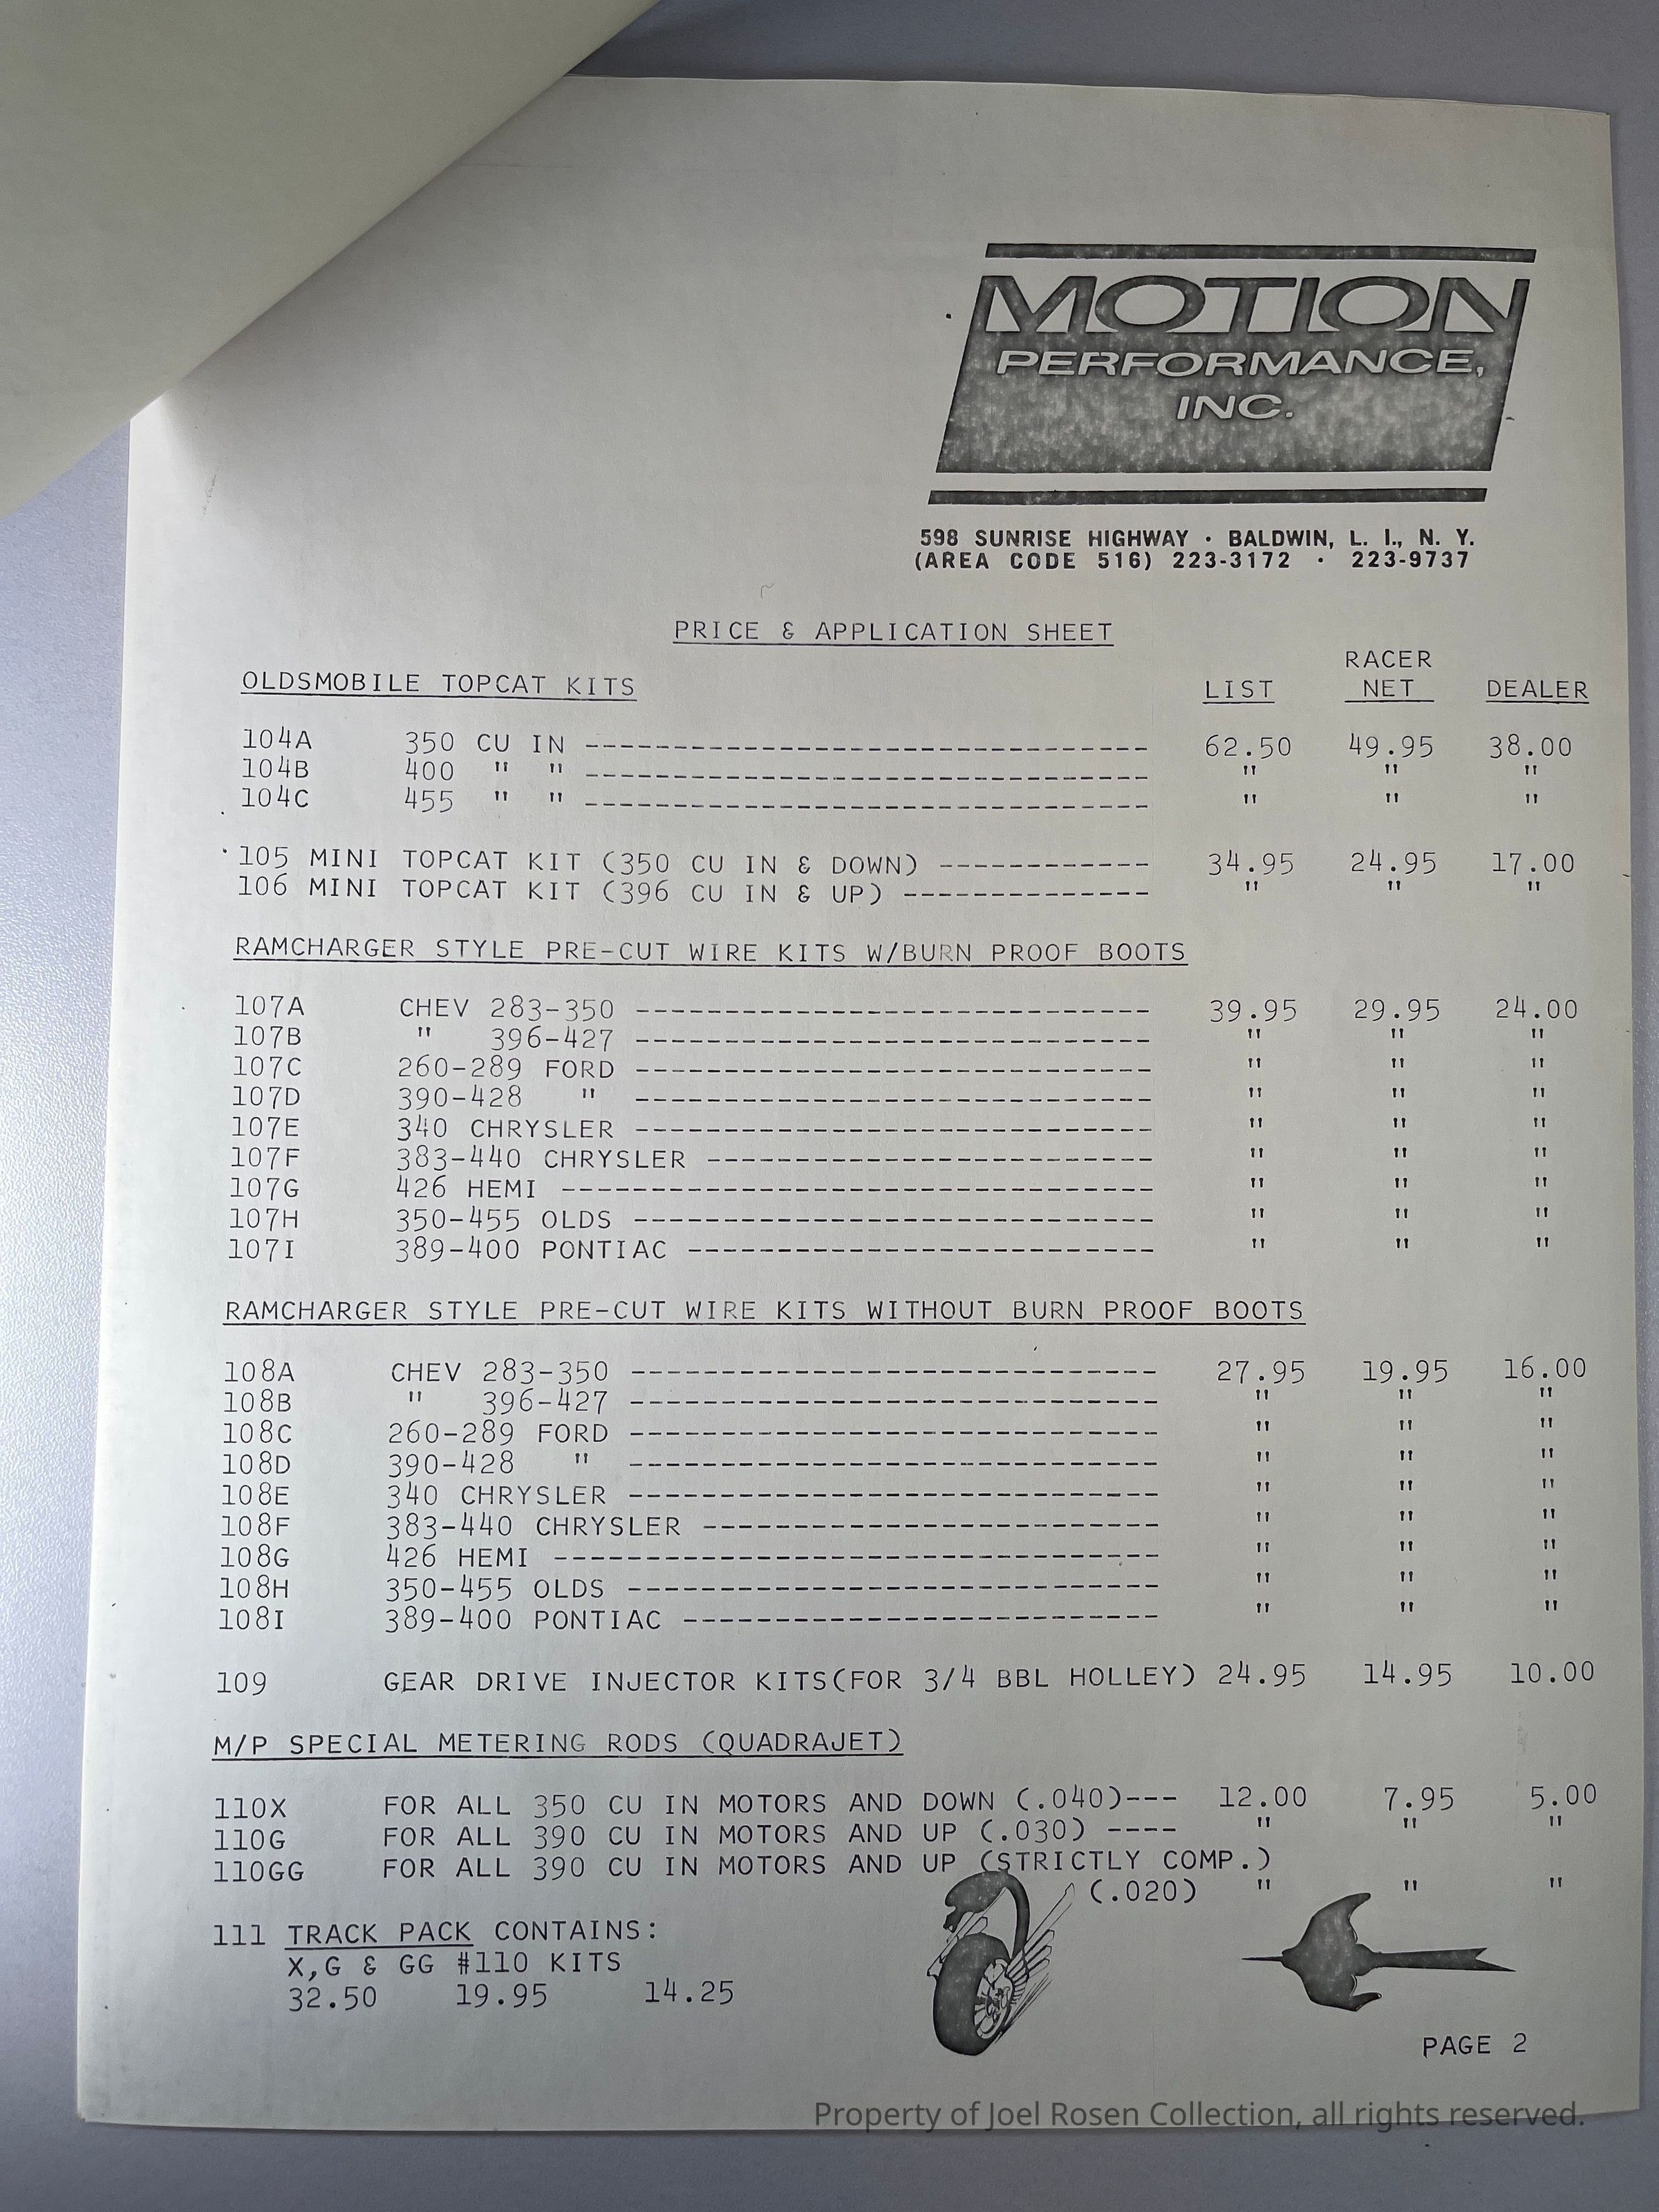 MOTION
PERFORMANCE,
INC.
598 SUNRISE HIGHWAY · BALDWIN, L. I., N. Y.
(AREA CODE 516) 223-3172 · 223-9737
PRICE & APPLICATION SHEET
RACER
OLDSMOBILE TOPCAT KITS LIST NET DEALER
104A 350 CU IN -------------------------------- 62.50 49.95 38.00
104B 400 " " -------------------------------- " " "
104C 455 " " -------------------------------- " " "
105 MINI TOPCAT KIT (350 CU IN & DOWN) ------------ 34.95 24.95 17.00
106 MINI TOPCAT KIT (396 CU IN & UP) -------------- " " "
RAMCHARGER STYLE PRE-CUT WIRE KITS W/BURN PROOF BOOTS
107A CHEV 283-350 ----------------------------- 39.95 29.95 24.00
107B " 396-427 ----------------------------- " " "
107C 260-289 FORD ----------------------------- " " "
107D 390-428 " ----------------------------- " " "
107E 340 CHRYSLER ----------------------------- " " "
107F 383-440 CHRYSLER ------------------------- " " "
107G 426 HEMI --------------------------------- " " "
107H 350-455 OLDS ----------------------------- " " "
107I 389-400 PONTIAC -------------------------- " " "
RAMCHARGER STYLE PRE-CUT WIRE KITS WITHOUT BURN PROOF BOOTS
108A CHEV 283-350 ----------------------------- 27.95 19.95 16.00
108B " 396-427 ----------------------------- " " "
108C 260-289 FORD ----------------------------- " " "
108D 390-428 " ----------------------------- " " "
108E 340 CHRYSLER ----------------------------- " " "
108F 383-440 CHRYSLER ------------------------- " " "
108G 426 HEMI --------------------------------- " " "
108H 350-455 OLDS ----------------------------- " " "
108I 389-400 PONTIAC -------------------------- " " "
109 GEAR DRIVE INJECTOR KITS(FOR 3/4 BBL HOLLEY) 24.95 14.95 10.00
M/P SPECIAL METERING RODS (QUADRAJET)
110X FOR ALL 350 CU IN MOTORS AND DOWN (.040)--- 12.00 7.95 5.00
110G FOR ALL 390 CU IN MOTORS AND UP (.030) ---- " " "
110GG FOR ALL 390 CU IN MOTORS AND UP (STRICTLY COMP.)
(.020) " " "
111 TRACK PACK CONTAINS:
X,G & GG #110 KITS
32.50 19.95 14.25
PAGE 2
Property of Joel Rosen Collection, all rights reserved.